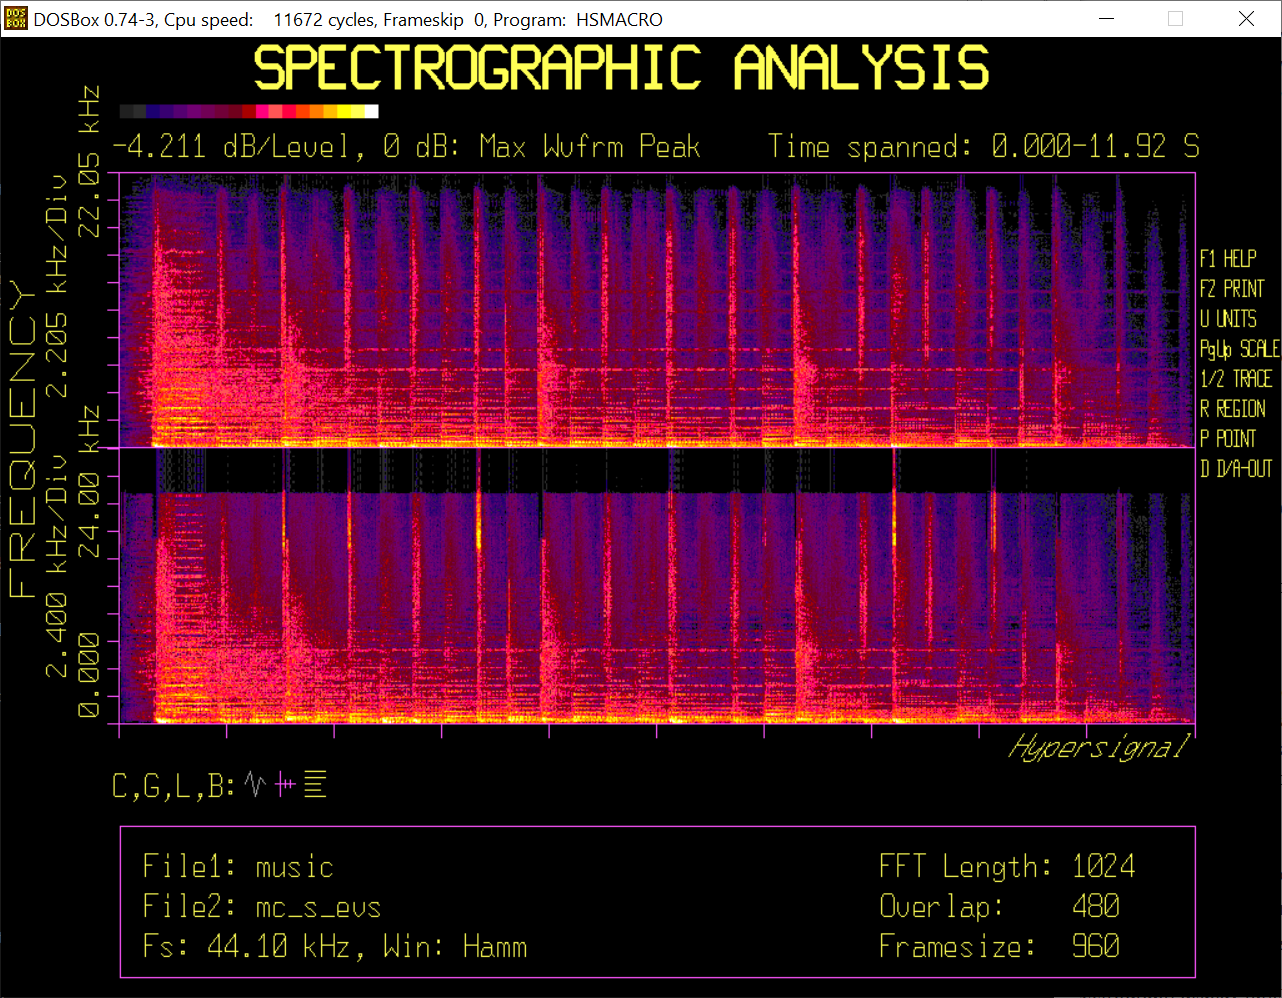 DOSBox 0.74-3, Cpu speed: 11672 cycles, Frameskip 0, Program: HSMACRO
SPECTROGRAPHIC ANALYSIS
-4.211 dB/Level, 0 dB: Max Wvfrm Peak Time spanned: 0.000-11.92 S
FREQUENCY
2.205 kHz/Div
22.05 kHz
2.400 kHz/Div
0.000 24.00 kHz
F1 HELP
F2 PRINT
U UNITS
PgUp SCALE
1/2 TRACE
R REGION
P POINT
D D/A-OUT
Hypersignal
C,G,L,B:
File1: music FFT Length: 1024
File2: mc_s_evs Overlap: 480
Fs: 44.10 kHz, Win: Hamm Framesize: 960